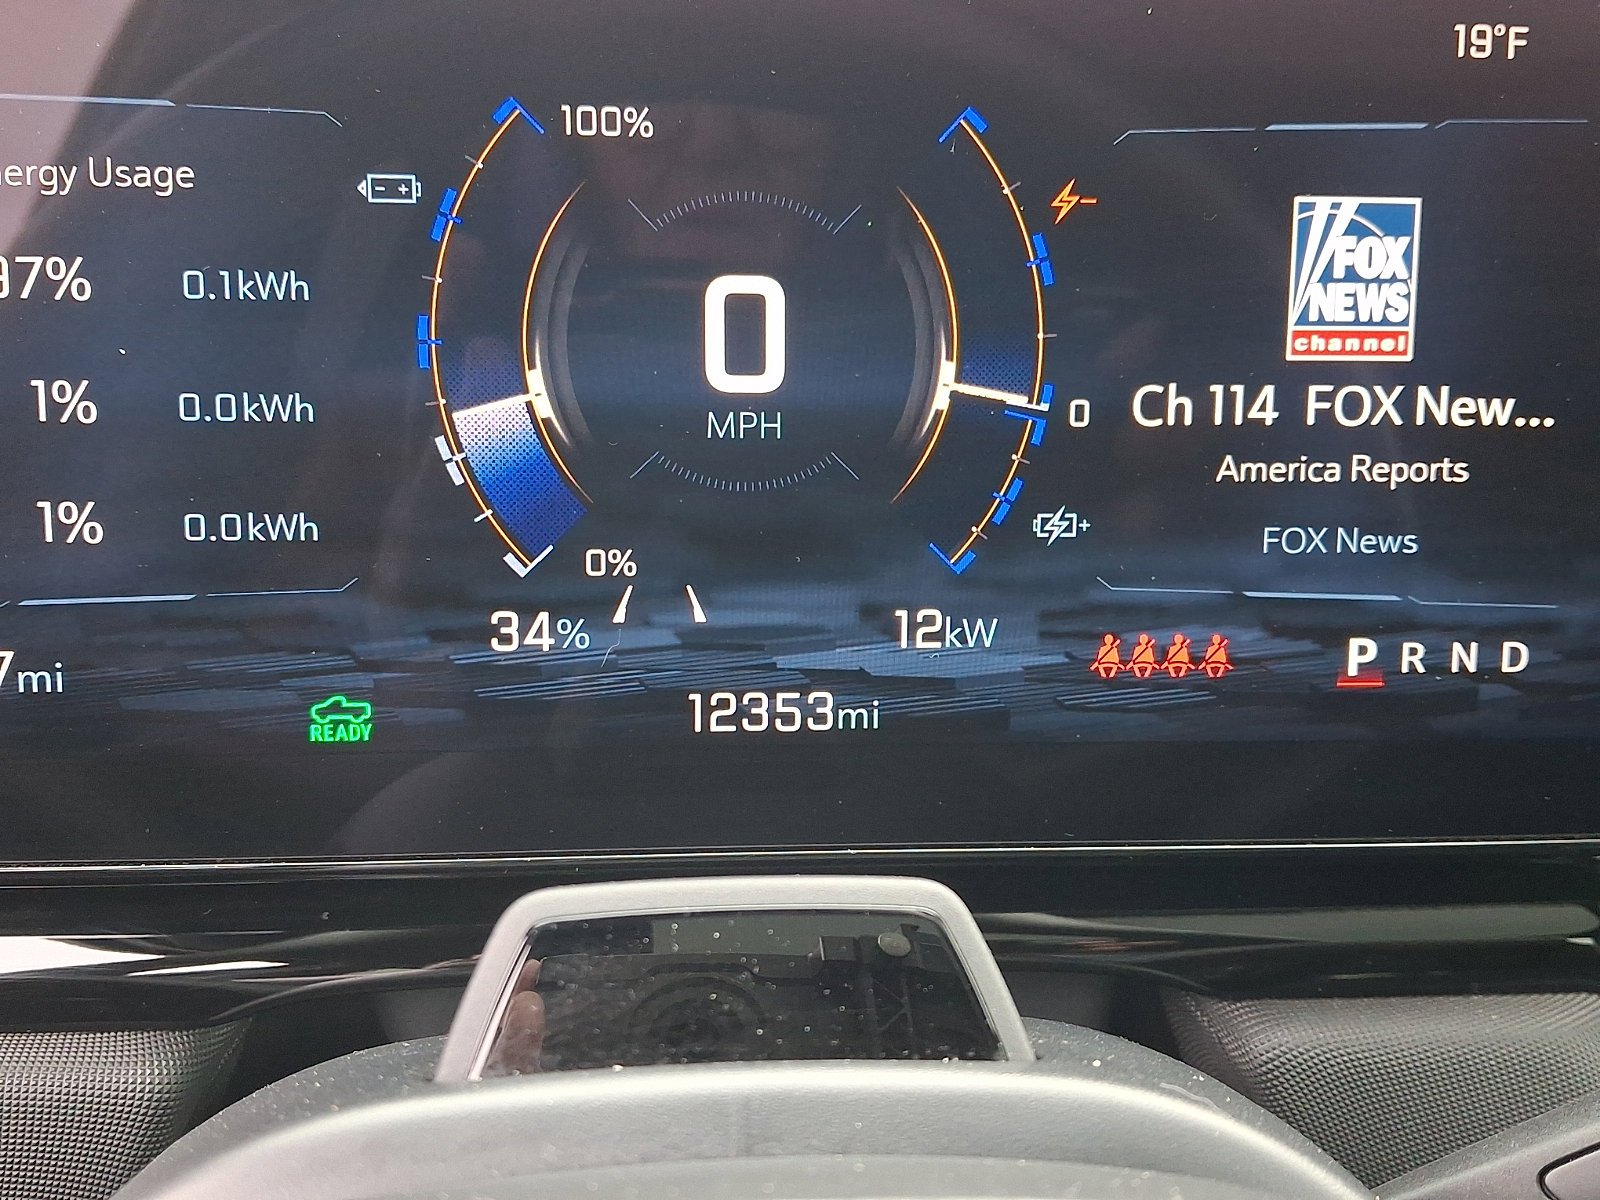 19°F
100%
ergy Usage
97% 0.1kWh
1% 0.0kWh
1% 0.0kWh
7mi
0
MPH
0%
34%
0
12kW
12353mi
READY
FOX
NEWS
channel
Ch 114 FOX New...
America Reports
FOX News
P R N D